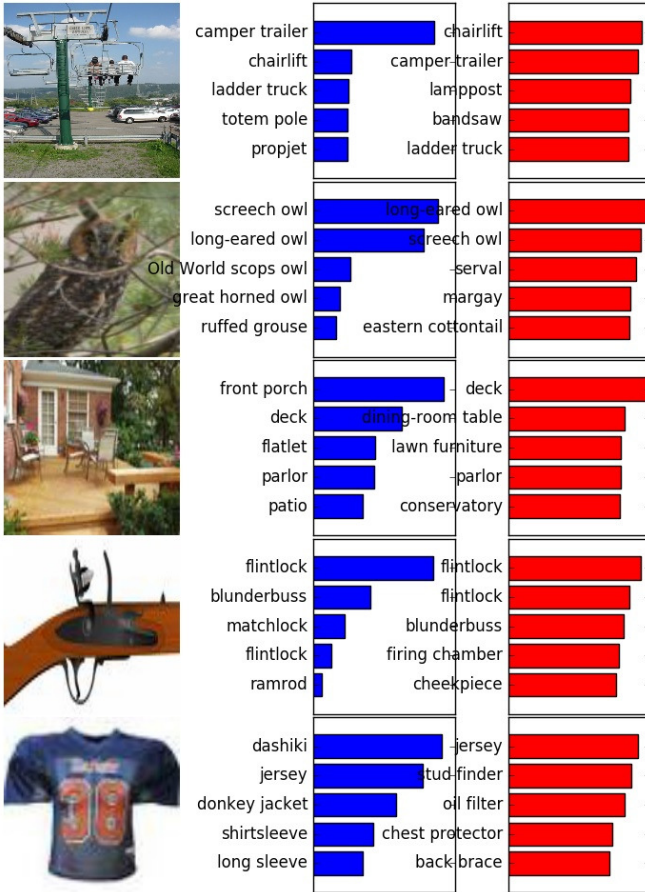 camper trailer chairlift
chairlift camper trailer
ladder truck lamppost
totem pole bandsaw
propjet ladder truck
screech owl long-eared owl
long-eared owl screech owl
Old World scops owl serval
great horned owl margay
ruffed grouse eastern cottontail
front porch deck
deck dining-room table
flatlet lawn furniture
parlor parlor
patio conservatory
flintlock flintlock
blunderbuss flintlock
matchlock blunderbuss
flintlock firing chamber
ramrod cheekpiece
dashiki jersey
jersey stud finder
donkey jacket oil filter
shirtsleeve chest protector
long sleeve back brace
38